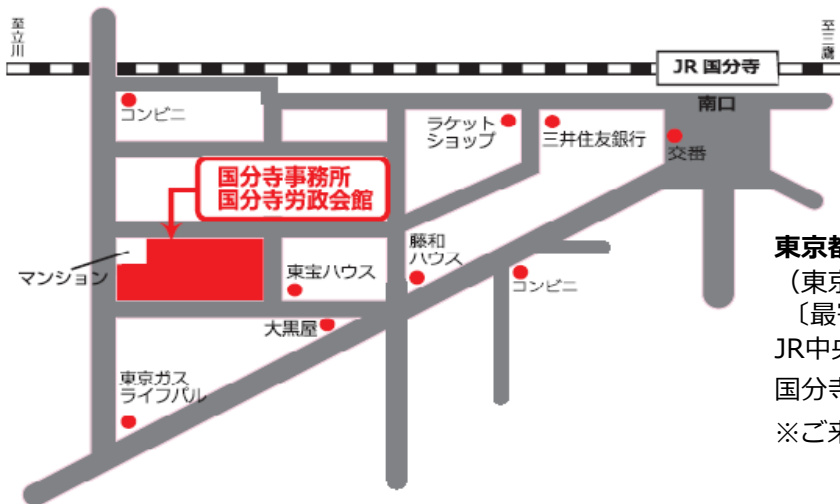 至立川
至三鷹
JR 国分寺
南口
コンビニ
ラケット
ショップ
三井住友銀行
交番
国分寺事務所
国分寺労政会館
マンション
東宝ハウス
藤和
ハウス
コンビニ
大黒屋
東京ガス
ライフバル
東京都
（東京
〔最寄
JR中央
国分寺
※ご来